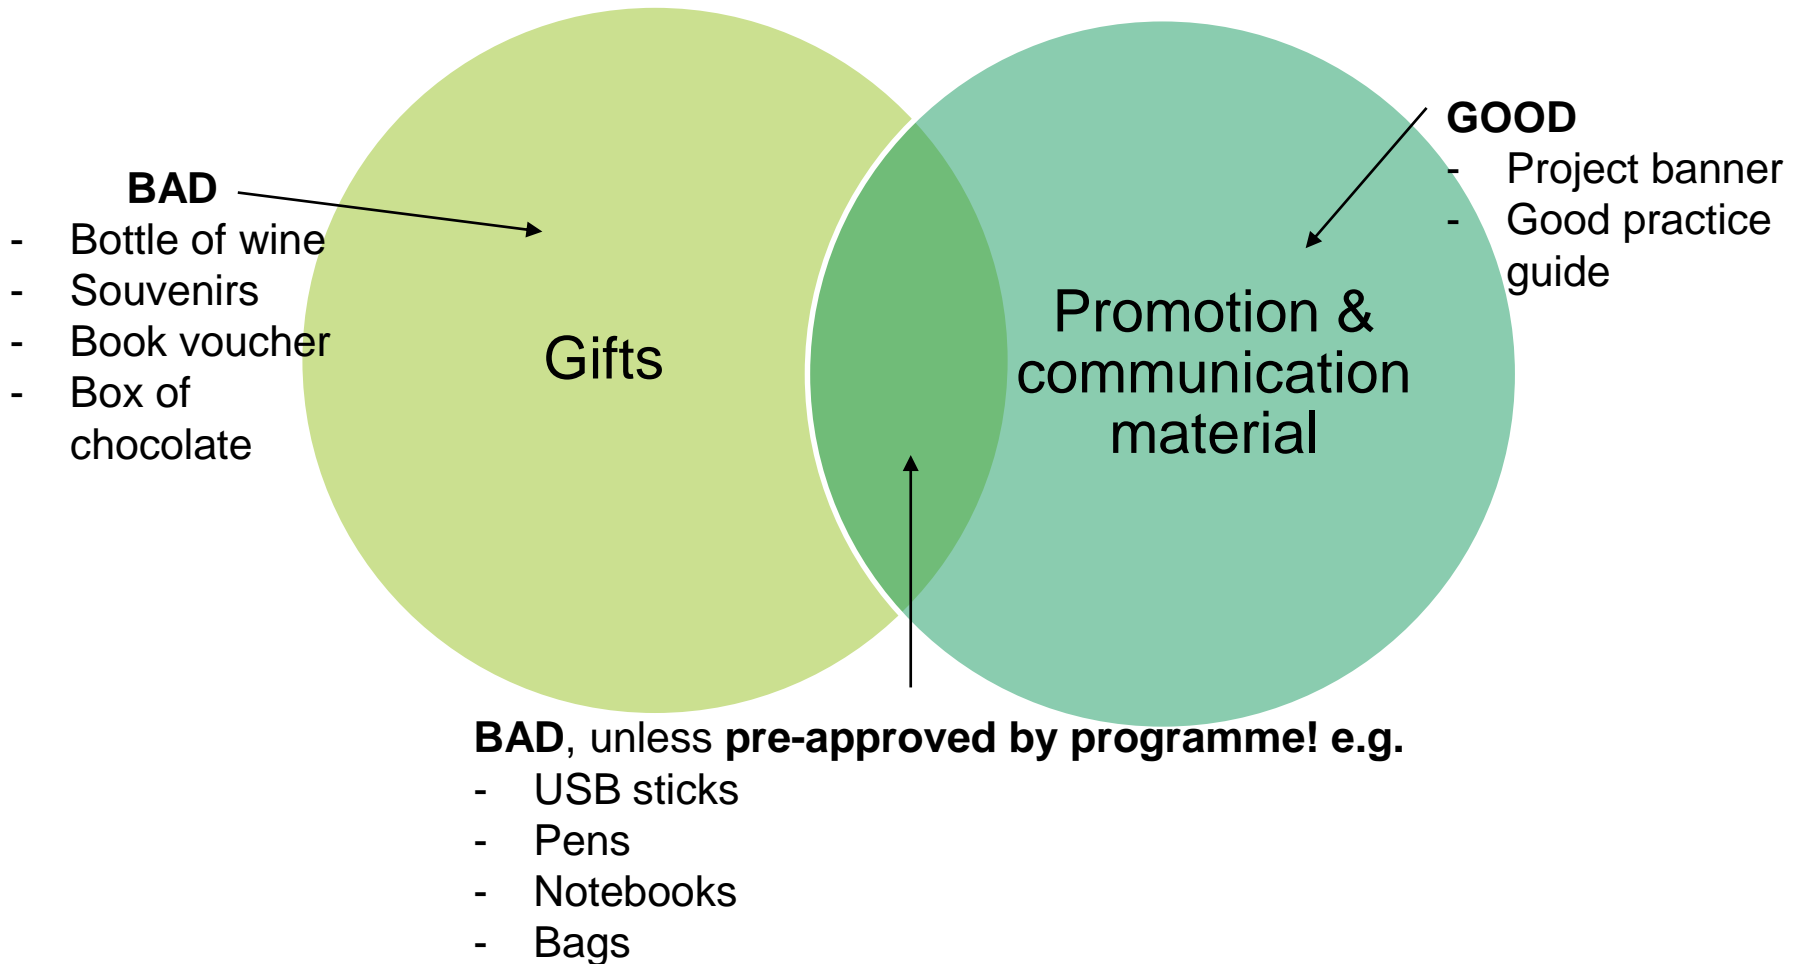 BAD
- Bottle of wine
- Souvenirs
- Book voucher
- Box of
chocolate
Gifts
Promotion &
communication
material
GOOD
- Project banner
- Good practice
guide
BAD, unless pre-approved by programme! e.g.
- USB sticks
- Pens
- Notebooks
- Bags